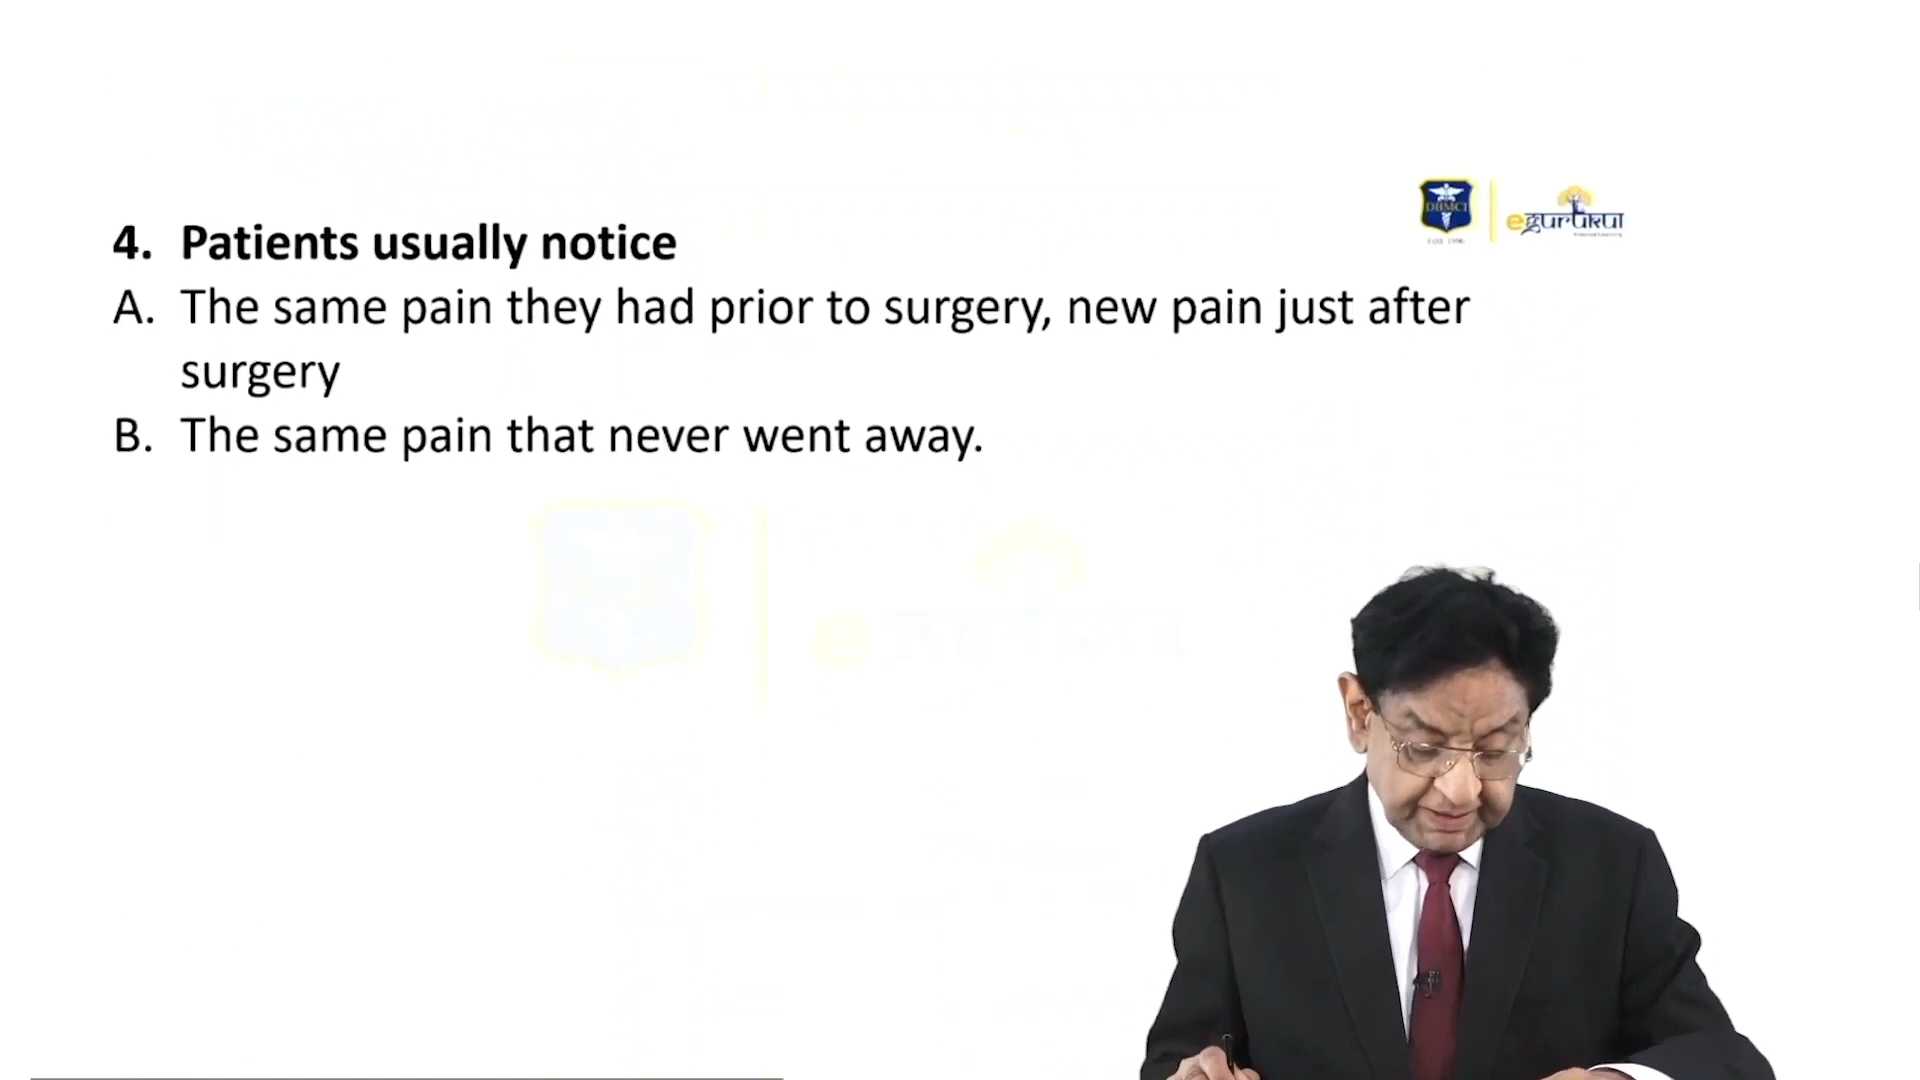 DBMCI
egurukul
4. Patients usually notice
A. The same pain they had prior to surgery, new pain just after
surgery
B. The same pain that never went away.